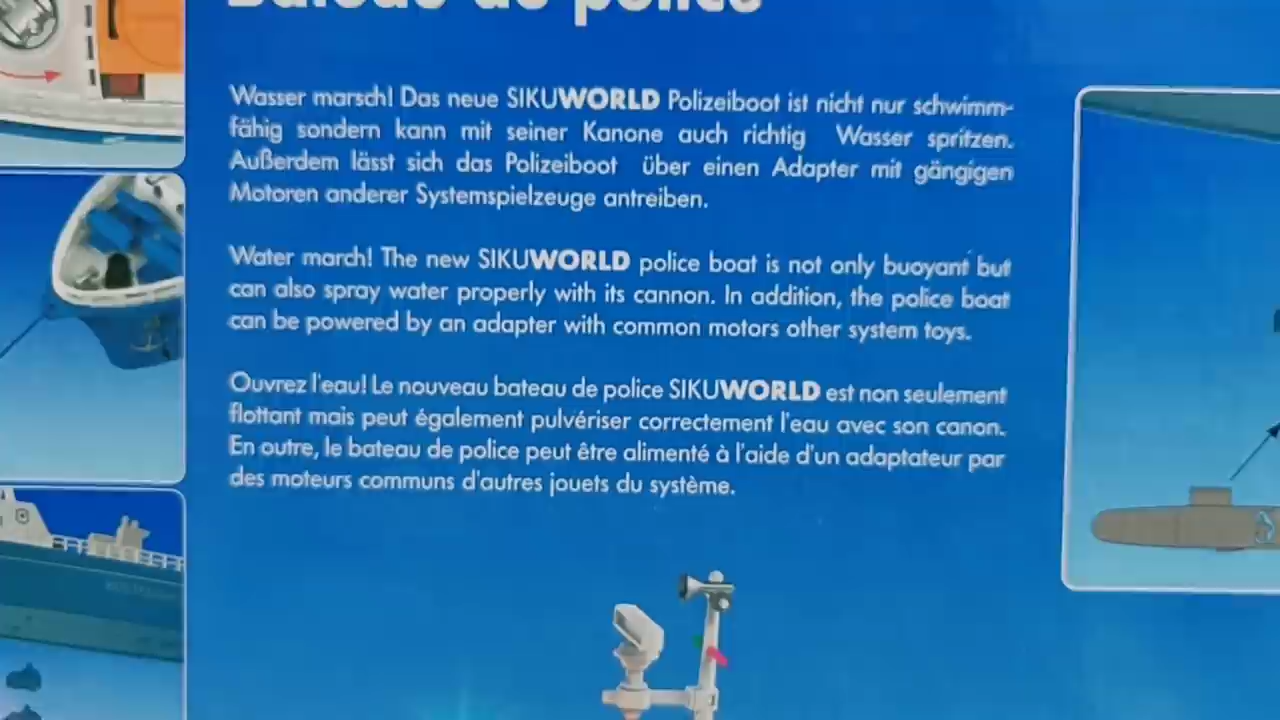 Bateau de police
Wasser marsch! Das neue SIKUWORLD Polizeiboot ist nicht nur schwimm-
fähig sondern kann mit seiner Kanone auch richtig Wasser spritzen.
Außerdem lässt sich das Polizeiboot über einen Adapter mit gängigen
Motoren anderer Systemspielzeuge antreiben.
Water march! The new SIKUWORLD police boat is not only buoyant but
can also spray water properly with its cannon. In addition, the police boat
can be powered by an adapter with common motors other system toys.
Ouvrez l'eau! Le nouveau bateau de police SIKUWORLD est non seulement
flottant mais peut également pulvériser correctement l'eau avec son canon.
En outre, le bateau de police peut être alimenté à l'aide d'un adaptateur par
des moteurs communs d'autres jouets du système.